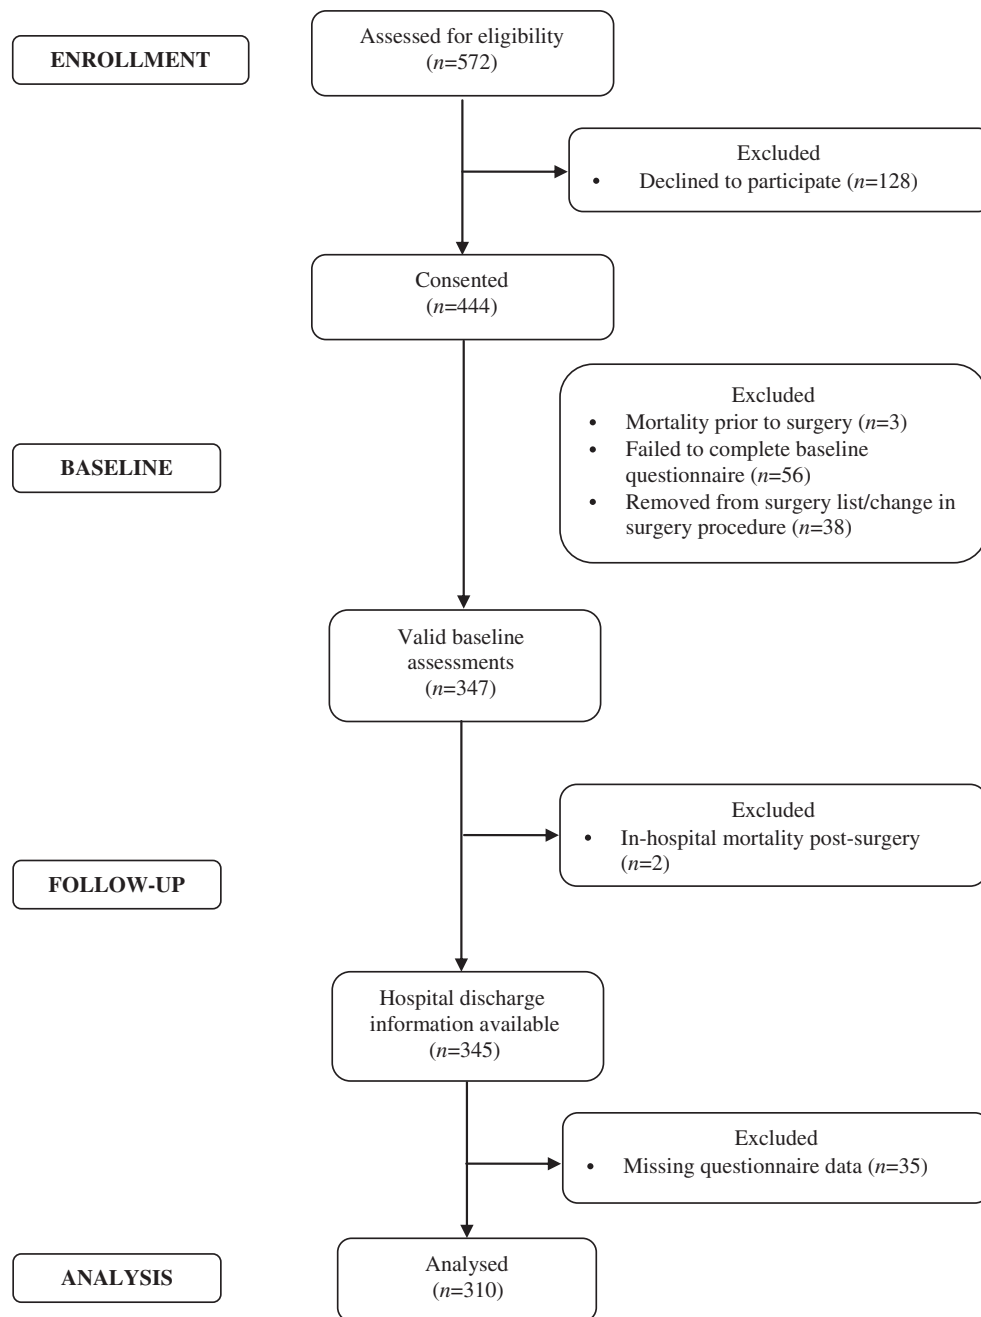 ENROLLMENT
Assessed for eligibility
(n=572)
Excluded
• Declined to participate (n=128)
Consented
(n=444)
BASELINE
Excluded
• Mortality prior to surgery (n=3)
• Failed to complete baseline
questionnaire (n=56)
• Removed from surgery list/change in
surgery procedure (n=38)
Valid baseline
assessments
(n=347)
Excluded
• In-hospital mortality post-surgery
(n=2)
FOLLOW-UP
Hospital discharge
information available
(n=345)
Excluded
• Missing questionnaire data (n=35)
ANALYSIS
Analysed
(n=310)